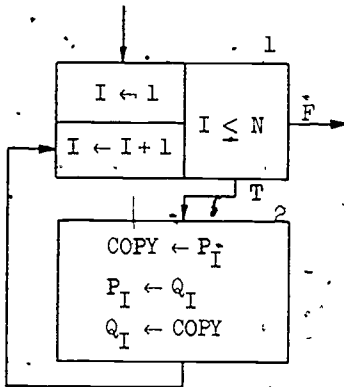 1
I ← 1
I ← I + 1
I ≤ N
F
T
2
COPY ← P_I
P_I ← Q_I
Q_I ← COPY